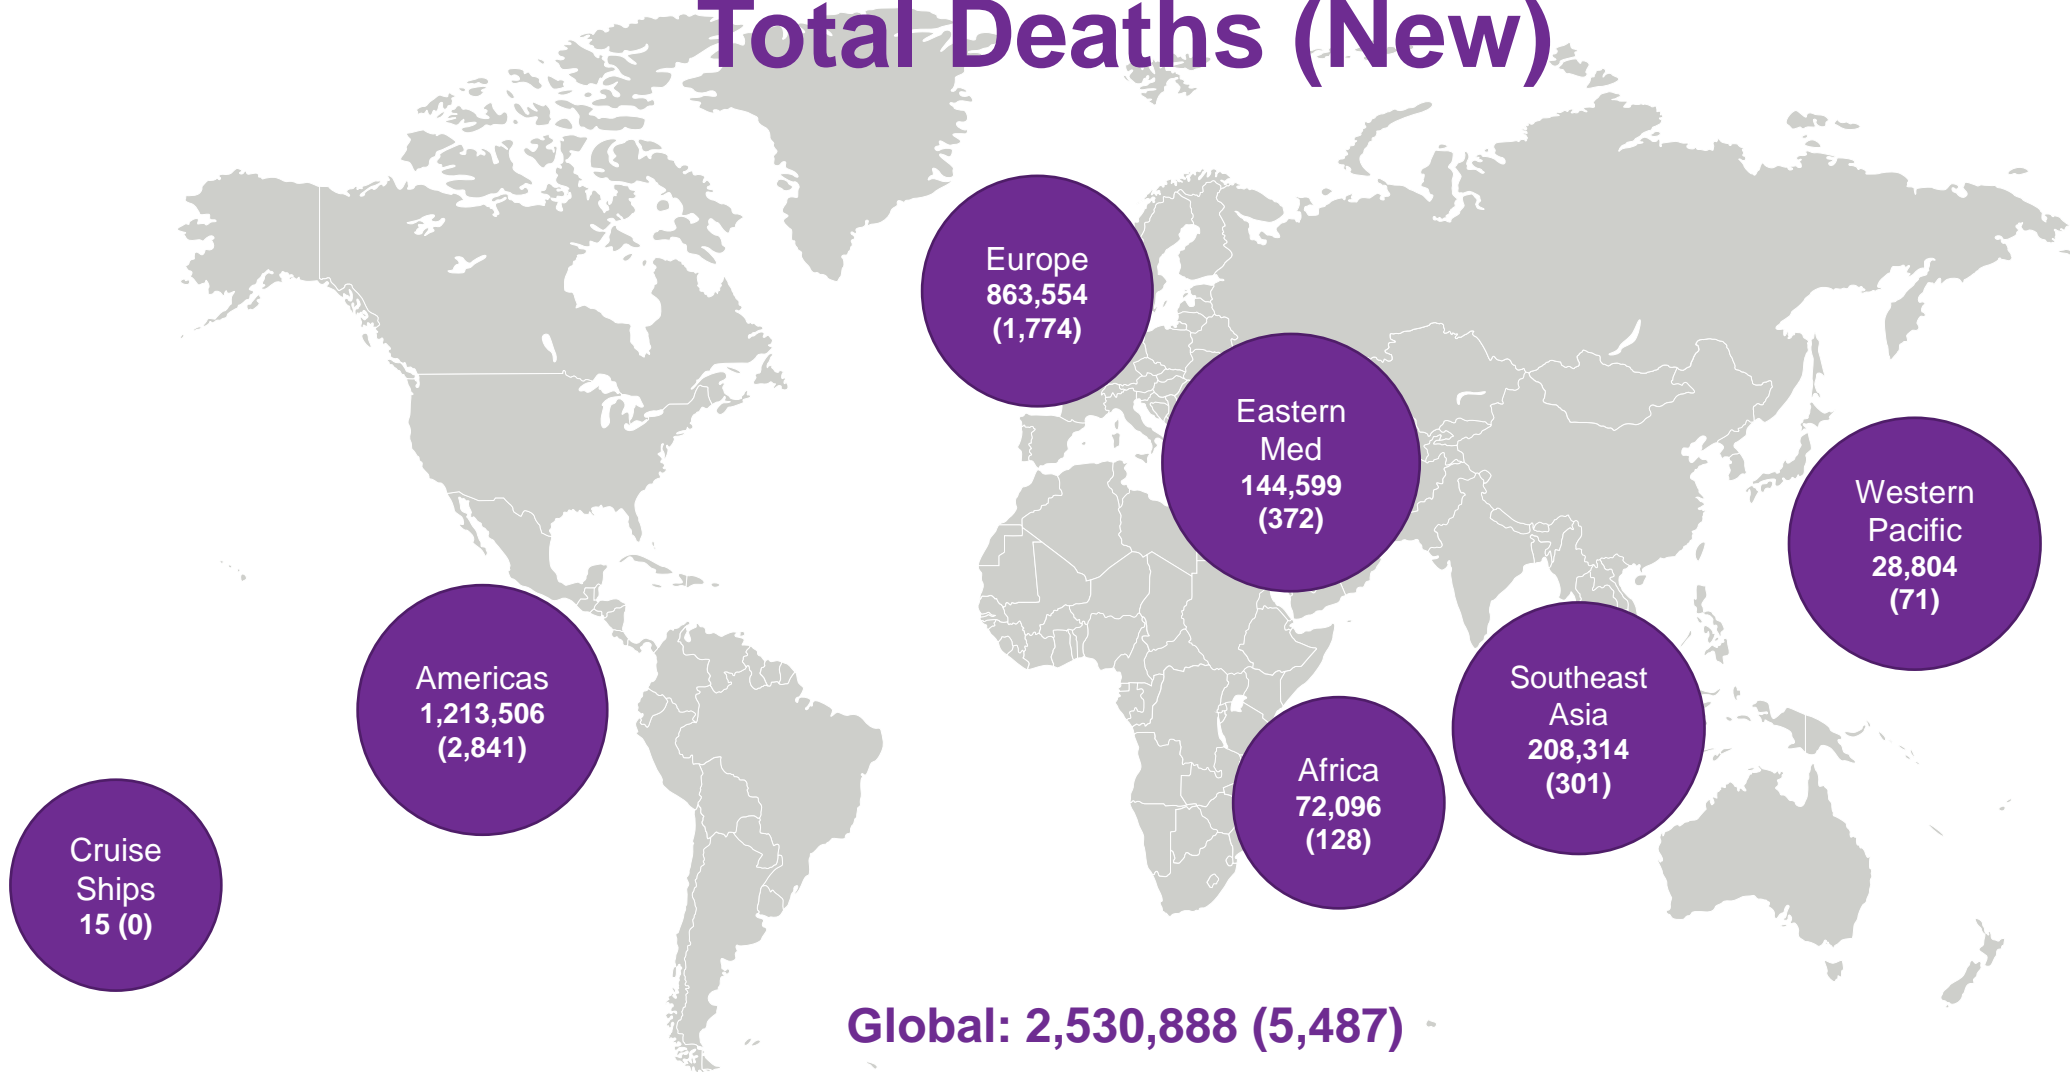 Total Deaths (New)
Europe
863,554
(1,774)
Eastern
Med
144,599
(372)
Western
Pacific
28,804
(71)
Americas
1,213,506
(2,841)
Southeast
Asia
208,314
(301)
Africa
72,096
(128)
Cruise
Ships
15 (0)
Global: 2,530,888 (5,487)